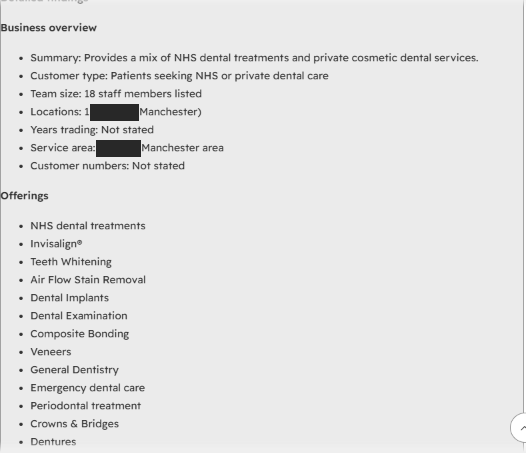 Business overview
Summary: Provides a mix of NHS dental treatments and private cosmetic dental services.
Customer type: Patients seeking NHS or private dental care
Team size: 18 staff members listed
Locations: 1 Manchester)
Years trading: Not stated
Service area: Manchester area
Customer numbers: Not stated
Offerings
NHS dental treatments
Invisalign®
Teeth Whitening
Air Flow Stain Removal
Dental Implants
Dental Examination
Composite Bonding
Veneers
General Dentistry
Emergency dental care
Periodontal treatment
Crowns & Bridges
Dentures